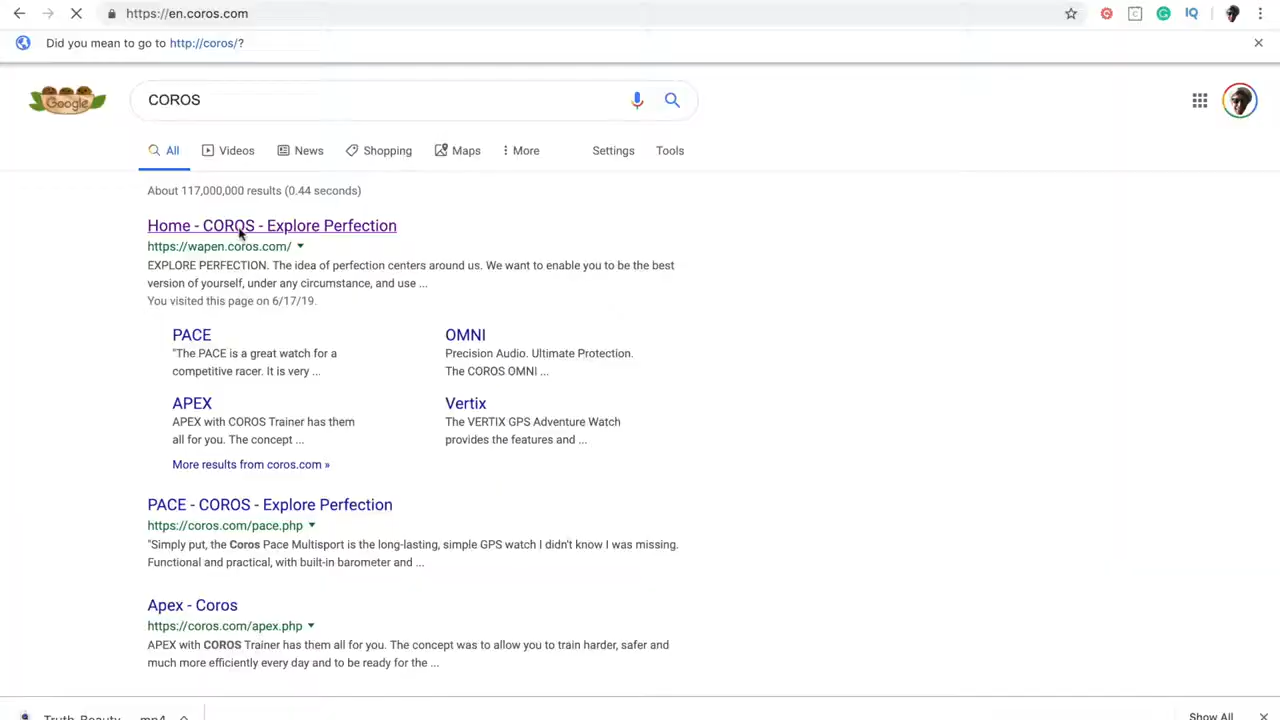 https://en.coros.com
Did you mean to go to http://coros/?
Google
COROS
All
Videos
News
Shopping
Maps
More
Settings
Tools
About 117,000,000 results (0.44 seconds)
Home - COROS - Explore Perfection
https://wapen.coros.com/
EXPLORE PERFECTION. The idea of perfection centers around us. We want to enable you to be the best
version of yourself, under any circumstance, and use ...
You visited this page on 6/17/19.
PACE
"The PACE is a great watch for a
competitive racer. It is very ...
OMNI
Precision Audio. Ultimate Protection.
The COROS OMNI ...
APEX
APEX with COROS Trainer has them
all for you. The concept ...
Vertix
The VERTIX GPS Adventure Watch
provides the features and ...
More results from coros.com »
PACE - COROS - Explore Perfection
https://coros.com/pace.php
"Simply put, the Coros Pace Multisport is the long-lasting, simple GPS watch I didn't know I was missing.
Functional and practical, with built-in barometer and ...
Apex - Coros
https://coros.com/apex.php
APEX with COROS Trainer has them all for you. The concept was to allow you to train harder, safer and
much more efficiently every day and to be ready for the ...
Truth, Beauty, ...mp4
Show All